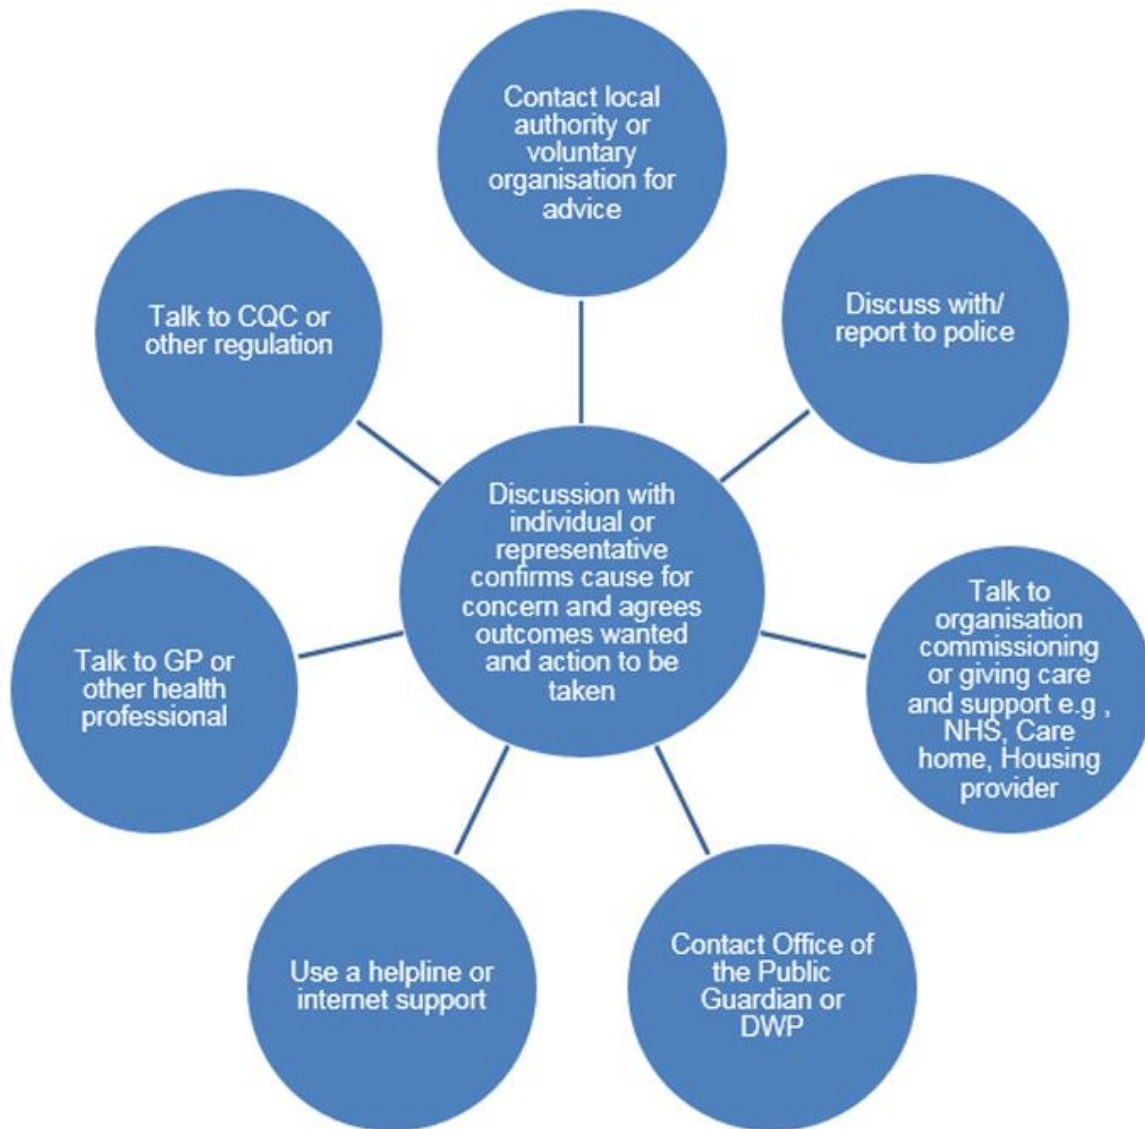 Contact local
authority or
voluntary
organisation for
advice
Discuss with/
report to police
Talk to
organisation
commissioning
or giving care
and support e.g ,
NHS, Care
home, Housing
provider
Contact Office of
the Public
Guardian or
DWP
Use a helpline or
internet support
Talk to GP or
other health
professional
Talk to CQC or
other regulation
Discussion with
individual or
representative
confirms cause for
concern and agrees
outcomes wanted
and action to be
taken